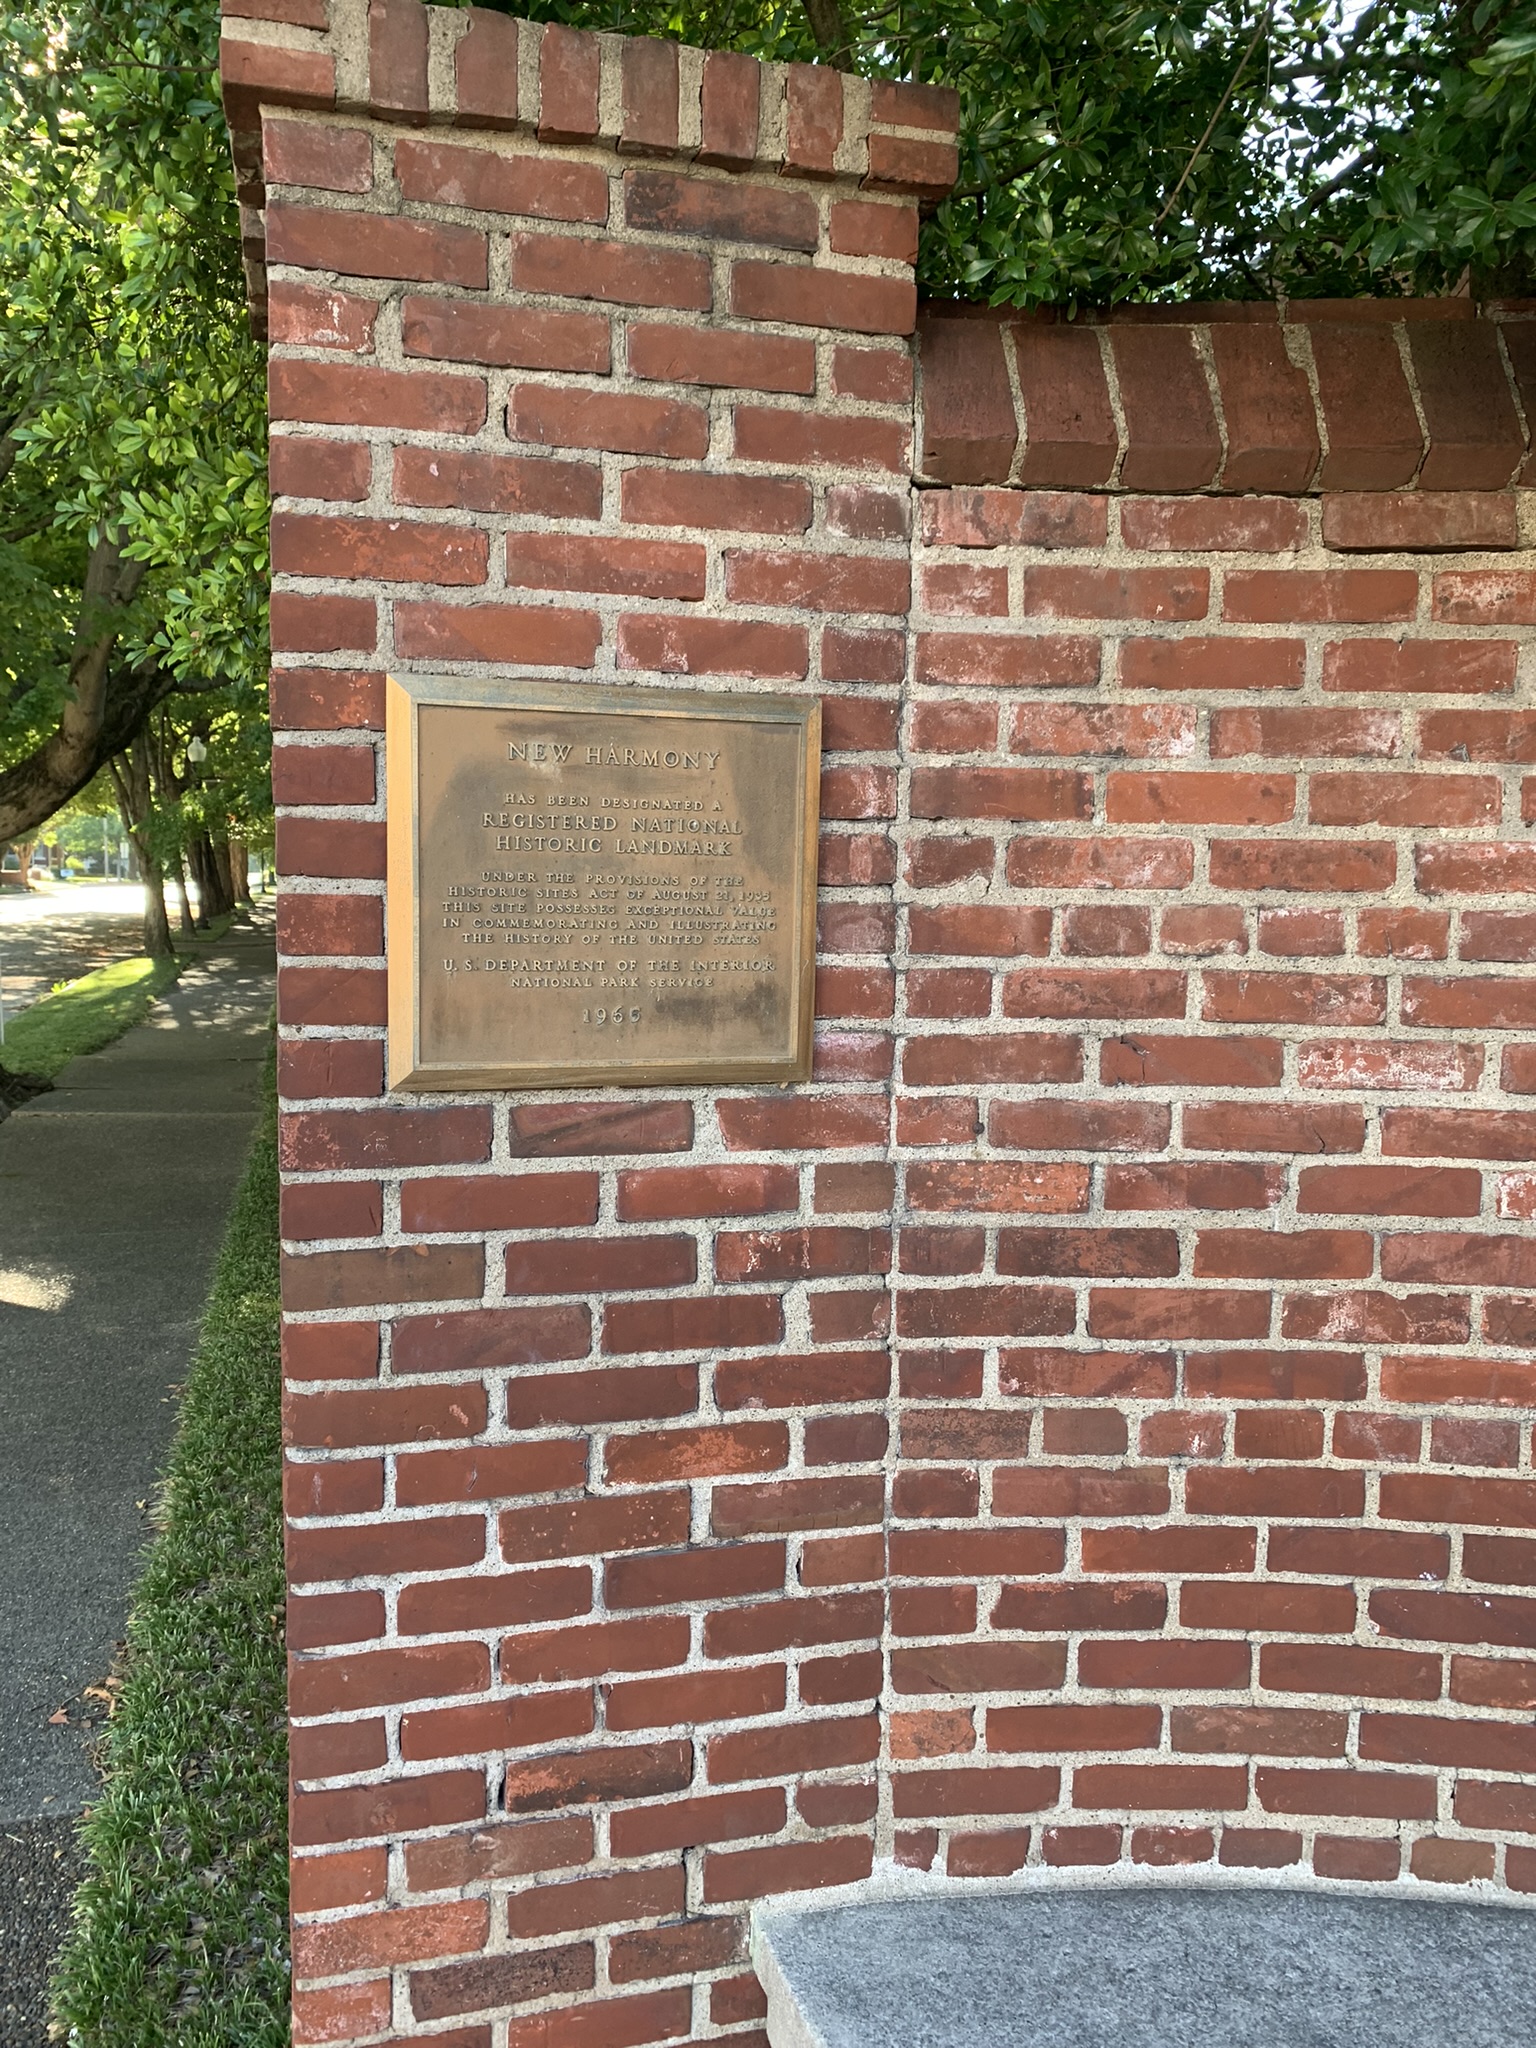 NEW HARMONY
HAS BEEN DESIGNATED A
REGISTERED NATIONAL
HISTORIC LANDMARK
UNDER THE PROVISIONS OF THE
HISTORIC SITES ACT OF AUGUST 21, 1935
THIS SITE POSSESSES EXCEPTIONAL VALUE
IN COMMEMORATING AND ILLUSTRATING
THE HISTORY OF THE UNITED STATES
U. S. DEPARTMENT OF THE INTERIOR
NATIONAL PARK SERVICE
1965